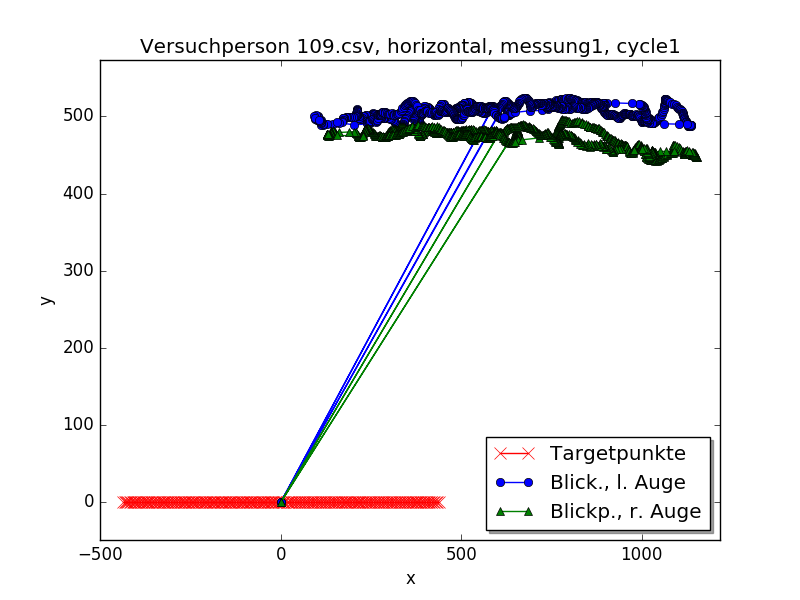 Versuchperson 109.csv, horizontal, messung1, cycle1
y
500
400
300
200
100
0
−500
0
500
1000
x
Targetpunkte
Blick., l. Auge
Blickp., r. Auge